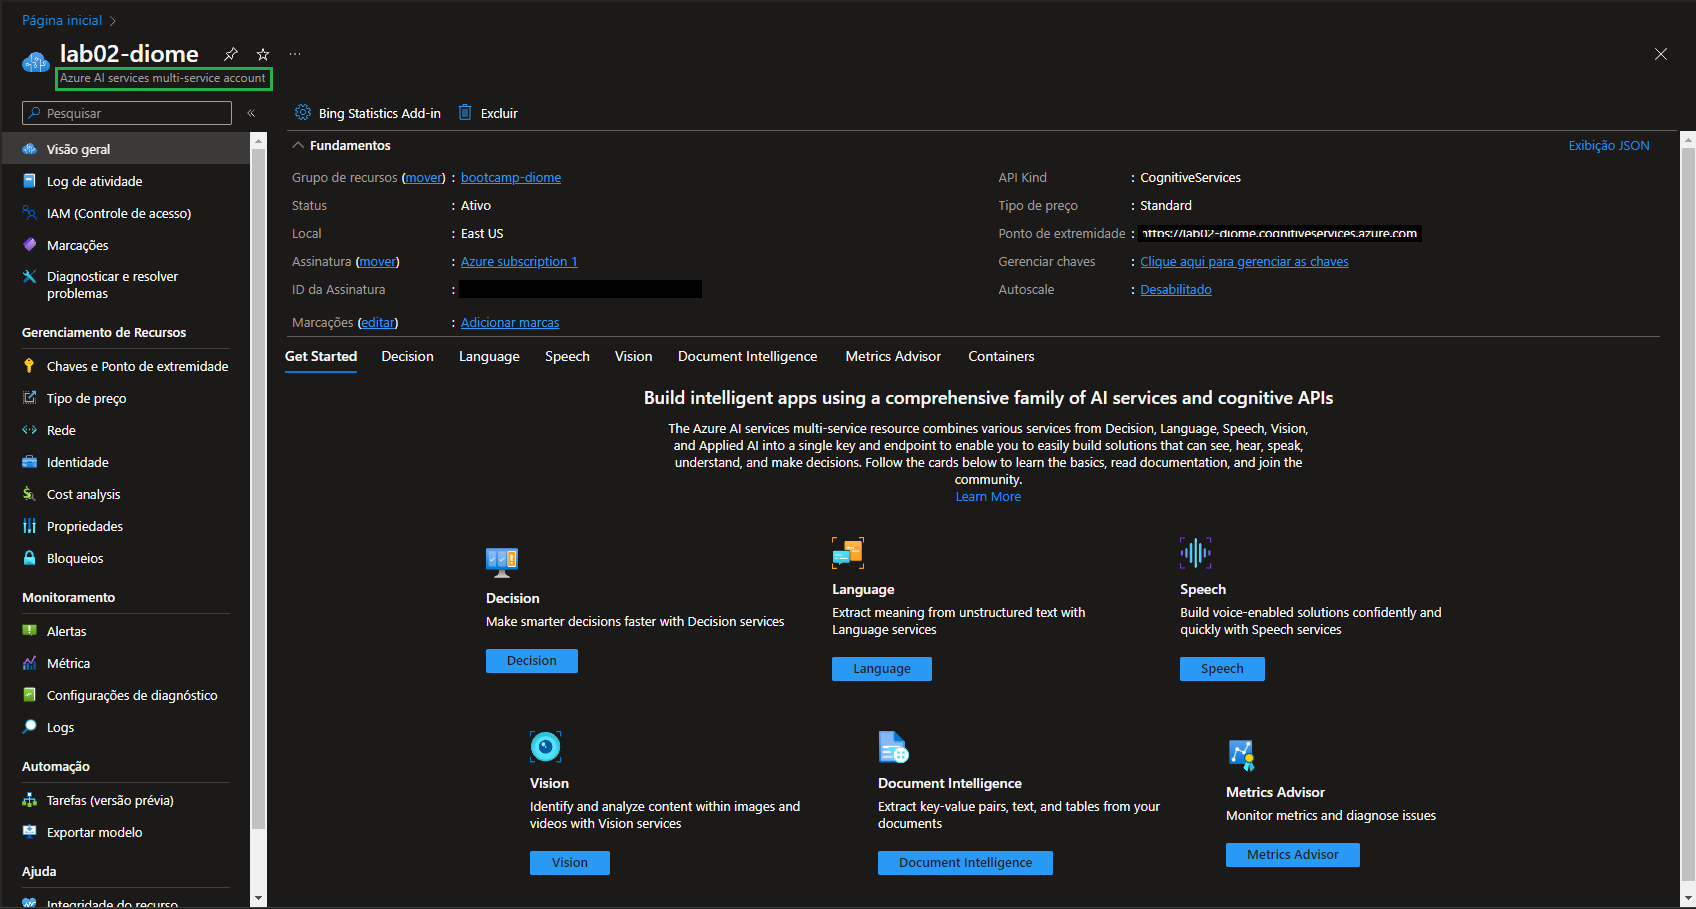 Página inicial
lab02-diome
Azure AI services multi-service account
Pesquisar
Visão geral
Log de atividade
IAM (Controle de acesso)
Marcações
Diagnosticar e resolver
problemas
Gerenciamento de Recursos
Chaves e Ponto de extremidade
Tipo de preço
Rede
Identidade
Cost analysis
Propriedades
Bloqueios
Monitoramento
Alertas
Métrica
Configurações de diagnóstico
Logs
Automação
Tarefas (versão prévia)
Exportar modelo
Ajuda
Integridade do recurso
Bing Statistics Add-in
Excluir
Fundamentos
Exibição JSON
Grupo de recursos (mover) : bootcamp-diome
Status : Ativo
Local : East US
Assinatura (mover) : Azure subscription 1
ID da Assinatura :
Marcações (editar) : Adicionar marcas
API Kind : CognitiveServices
Tipo de preço : Standard
Ponto de extremidade : https://lab02-diome.cognitiveservices.azure.com
Gerenciar chaves : Clique aqui para gerenciar as chaves
Autoscale : Desabilitado
Get Started Decision Language Speech Vision Document Intelligence Metrics Advisor Containers
Build intelligent apps using a comprehensive family of AI services and cognitive APIs
The Azure AI services multi-service resource combines various services from Decision, Language, Speech, Vision,
and Applied AI into a single key and endpoint to enable you to easily build solutions that can see, hear, speak,
understand, and make decisions. Follow the cards below to learn the basics, read documentation, and join the
community.
Learn More
Decision
Make smarter decisions faster with Decision services
Decision
Language
Extract meaning from unstructured text with
Language services
Language
Speech
Build voice-enabled solutions confidently and
quickly with Speech services
Speech
Vision
Identify and analyze content within images and
videos with Vision services
Vision
Document Intelligence
Extract key-value pairs, text, and tables from your
documents
Document Intelligence
Metrics Advisor
Monitor metrics and diagnose issues
Metrics Advisor